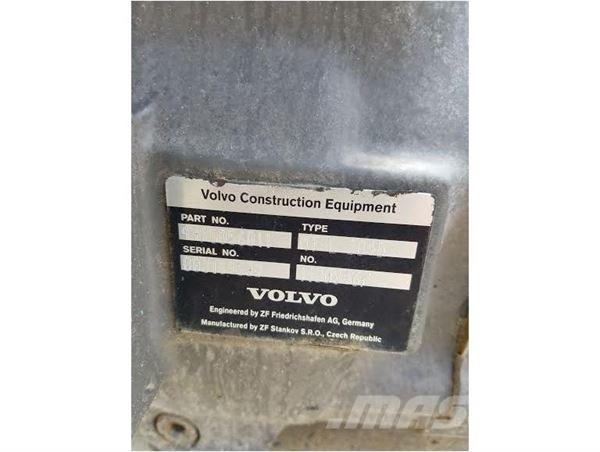 Volvo Construction Equipment
PART NO. TYPE
SERIAL NO. NO.
VOLVO
Engineered by ZF Friedrichshafen AG, Germany
Manufactured by ZF Stankov S.R.O., Czech Republic